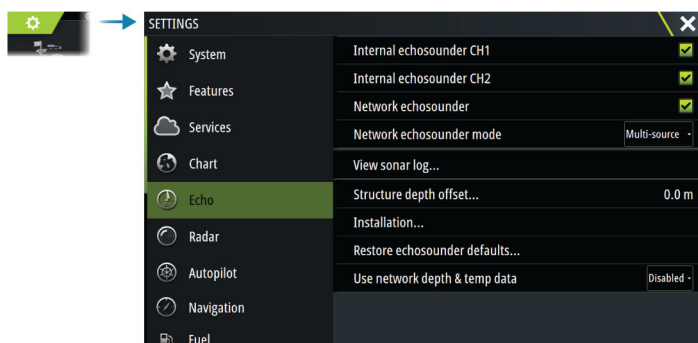 SETTINGS
System
Features
Services
Chart
Echo
Radar
Autopilot
Navigation
Fuel
Internal echosounder CH1
Internal echosounder CH2
Network echosounder
Network echosounder mode Multi-source
View sonar log...
Structure depth offset... 0.0 m
Installation...
Restore echosounder defaults...
Use network depth & temp data Disabled